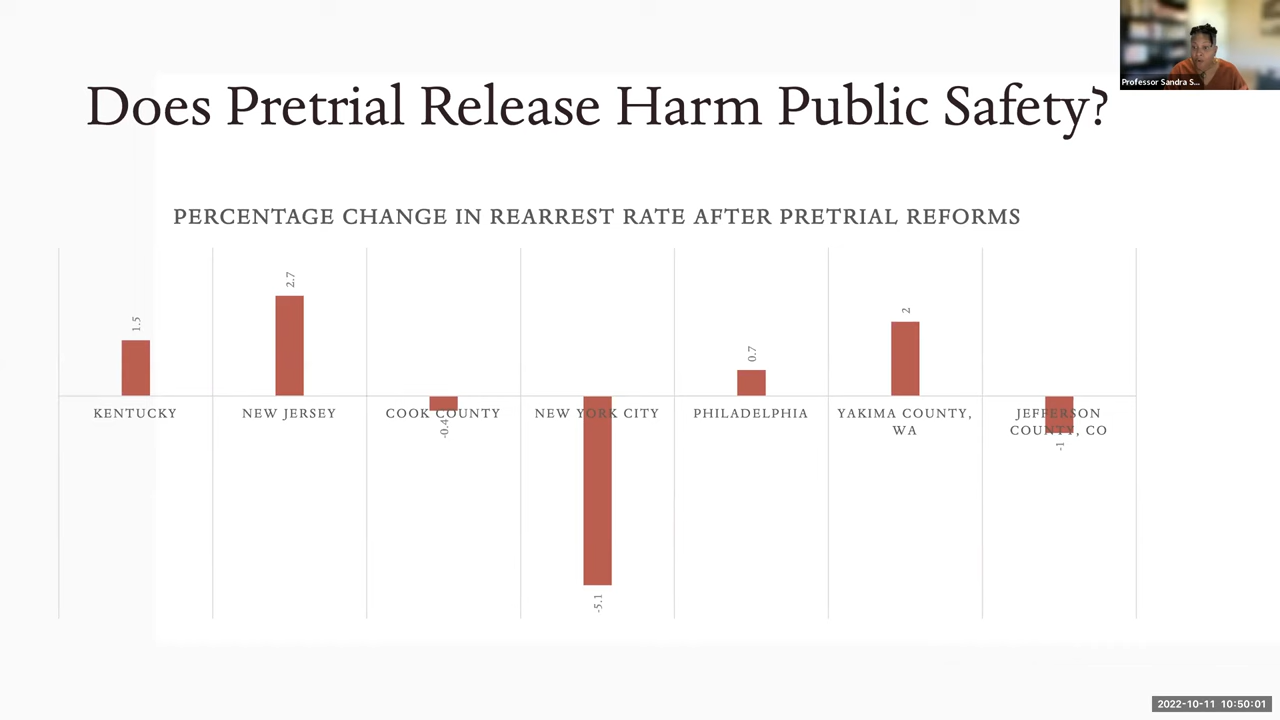 Professor Sandra S...
Does Pretrial Release Harm Public Safety?
PERCENTAGE CHANGE IN REARREST RATE AFTER PRETRIAL REFORMS
1.5
2.7
-0.4
-5.1
0.7
2
-1
KENTUCKY
NEW JERSEY
COOK COUNTY
NEW YORK CITY
PHILADELPHIA
YAKIMA COUNTY,
WA
JEFFERSON
COUNTY, CO
2022-10-11 10:50:01